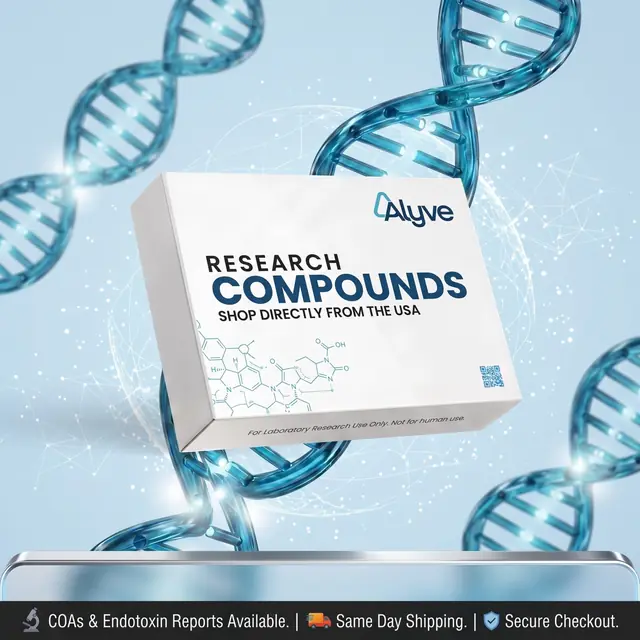 Alyve
RESEARCH
COMPOUNDS
SHOP DIRECTLY FROM THE USA
OH
O
N
O
N
H
N
N
For Laboratory Research Use Only. Not for human use.
COAs & Endotoxin Reports Available. | Same Day Shipping. | Secure Checkout.